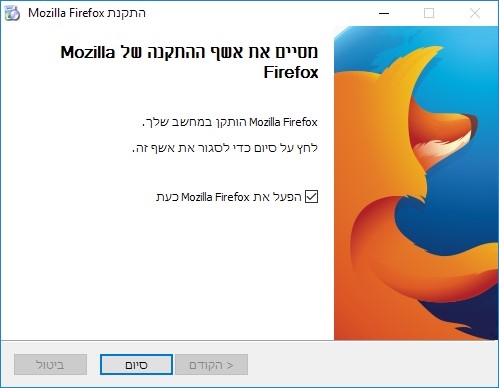 התקנת Mozilla Firefox
מסיים את אשף ההתקנה של Mozilla
Firefox
Mozilla Firefox הותקן במחשב שלך.
לחץ על סיום כדי לסגור את אשף זה.
הפעל את Mozilla Firefox כעת
< הקודם
סיום
ביטול